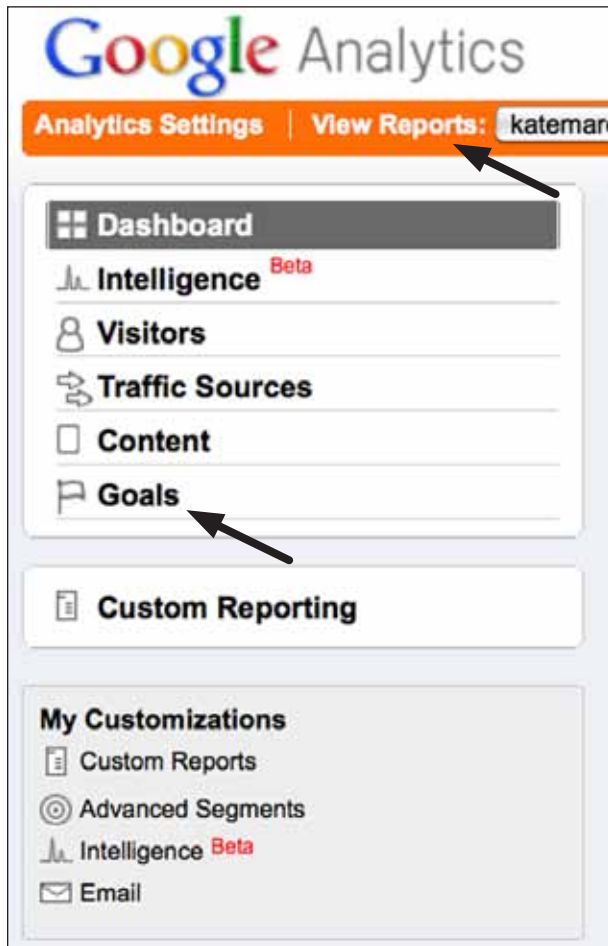 Google Analytics
Analytics Settings | View Reports: katemar
Dashboard
Intelligence Beta
Visitors
Traffic Sources
Content
Goals
Custom Reporting
My Customizations
Custom Reports
Advanced Segments
Intelligence Beta
Email